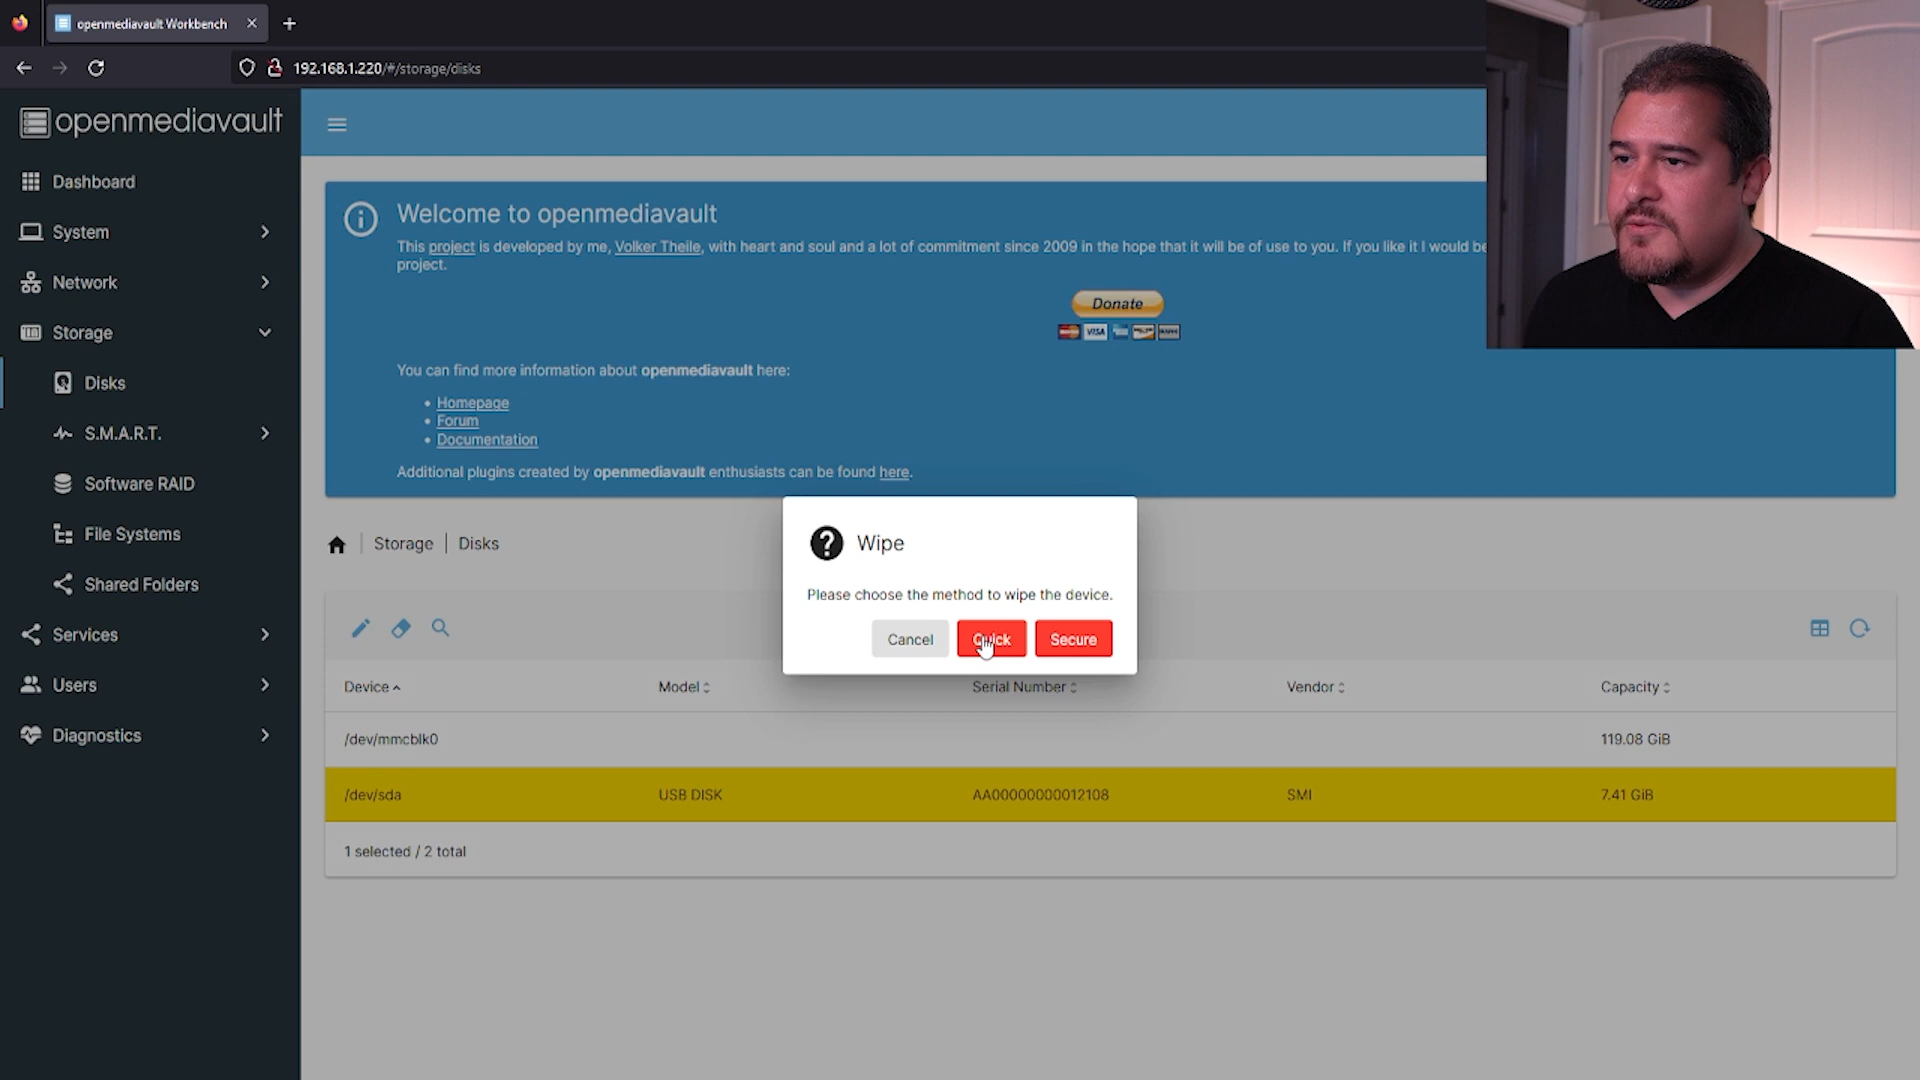 openmediavault Workbench
192.168.1.220/#/storage/disks
openmediavault
Dashboard
System
Network
Storage
Disks
S.M.A.R.T.
Software RAID
File Systems
Shared Folders
Services
Users
Diagnostics
Welcome to openmediavault
This project is developed by me, Volker Theile, with heart and soul and a lot of commitment since 2009 in the hope that it will be of use to you. If you like it I would be
project.
Donate
VISA
You can find more information about openmediavault here:
• Homepage
• Forum
• Documentation
Additional plugins created by openmediavault enthusiasts can be found here.
Storage | Disks
Wipe
Please choose the method to wipe the device.
Cancel Quick Secure
Device Model Serial Number Vendor Capacity
/dev/mmcblk0 119.08 GiB
/dev/sda USB DISK AA00000000012108 SMI 7.41 GiB
1 selected / 2 total